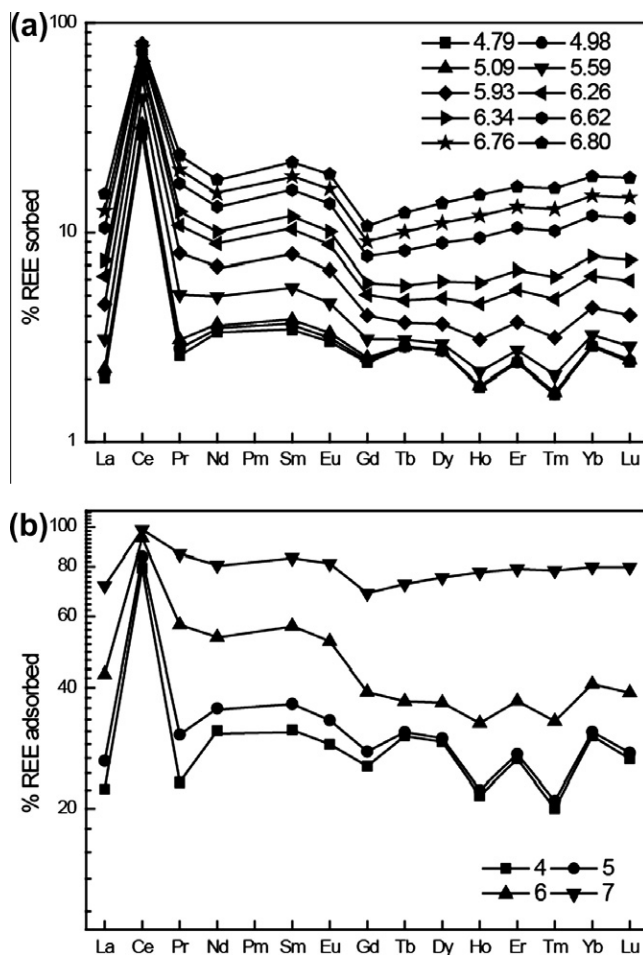 (a)
100
4.79 4.98
5.09 5.59
5.93 6.26
6.34 6.62
6.76 6.80
% REE sorbed
10
1
La Ce Pr Nd Pm Sm Eu Gd Tb Dy Ho Er Tm Yb Lu
(b)
100
80
60
% REE adsorbed
40
20
4 5
6 7
La Ce Pr Nd Pm Sm Eu Gd Tb Dy Ho Er Tm Yb Lu